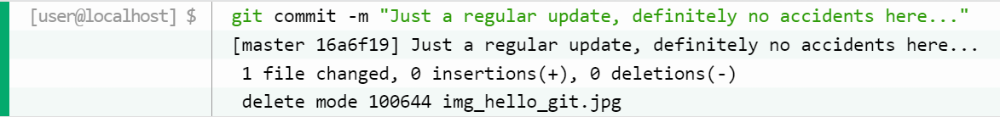 [user@localhost] $ git commit -m "Just a regular update, definitely no accidents here..."
[master 16a6f19] Just a regular update, definitely no accidents here...
1 file changed, 0 insertions(+), 0 deletions(-)
delete mode 100644 img_hello_git.jpg